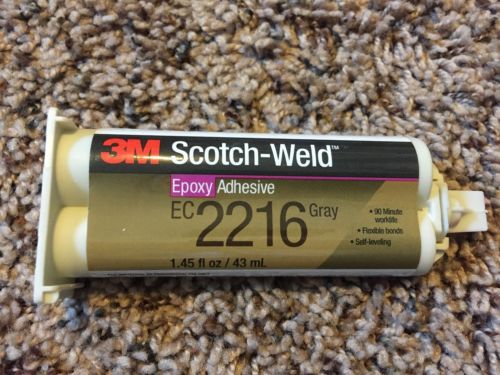 3M Scotch-Weld™
Epoxy Adhesive
EC 2216 Gray
• 90 Minute
worklife
• Flexible bonds
• Self-leveling
1.45 fl oz / 43 mL